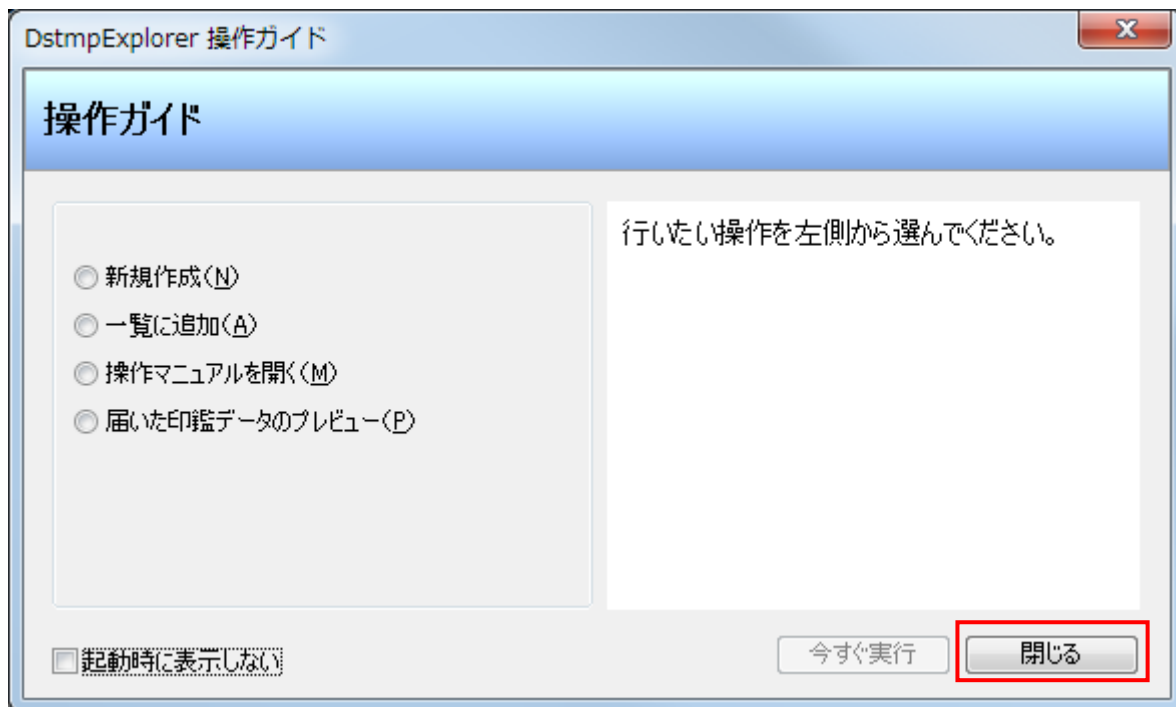 DstmpExplorer 操作ガイド
操作ガイド
新規作成(N)
一覧に追加(A)
操作マニュアルを開く(M)
届いた印鑑データのプレビュー(P)
行いたい操作を左側から選んでください。
起動時に表示しない
今すぐ実行
閉じる